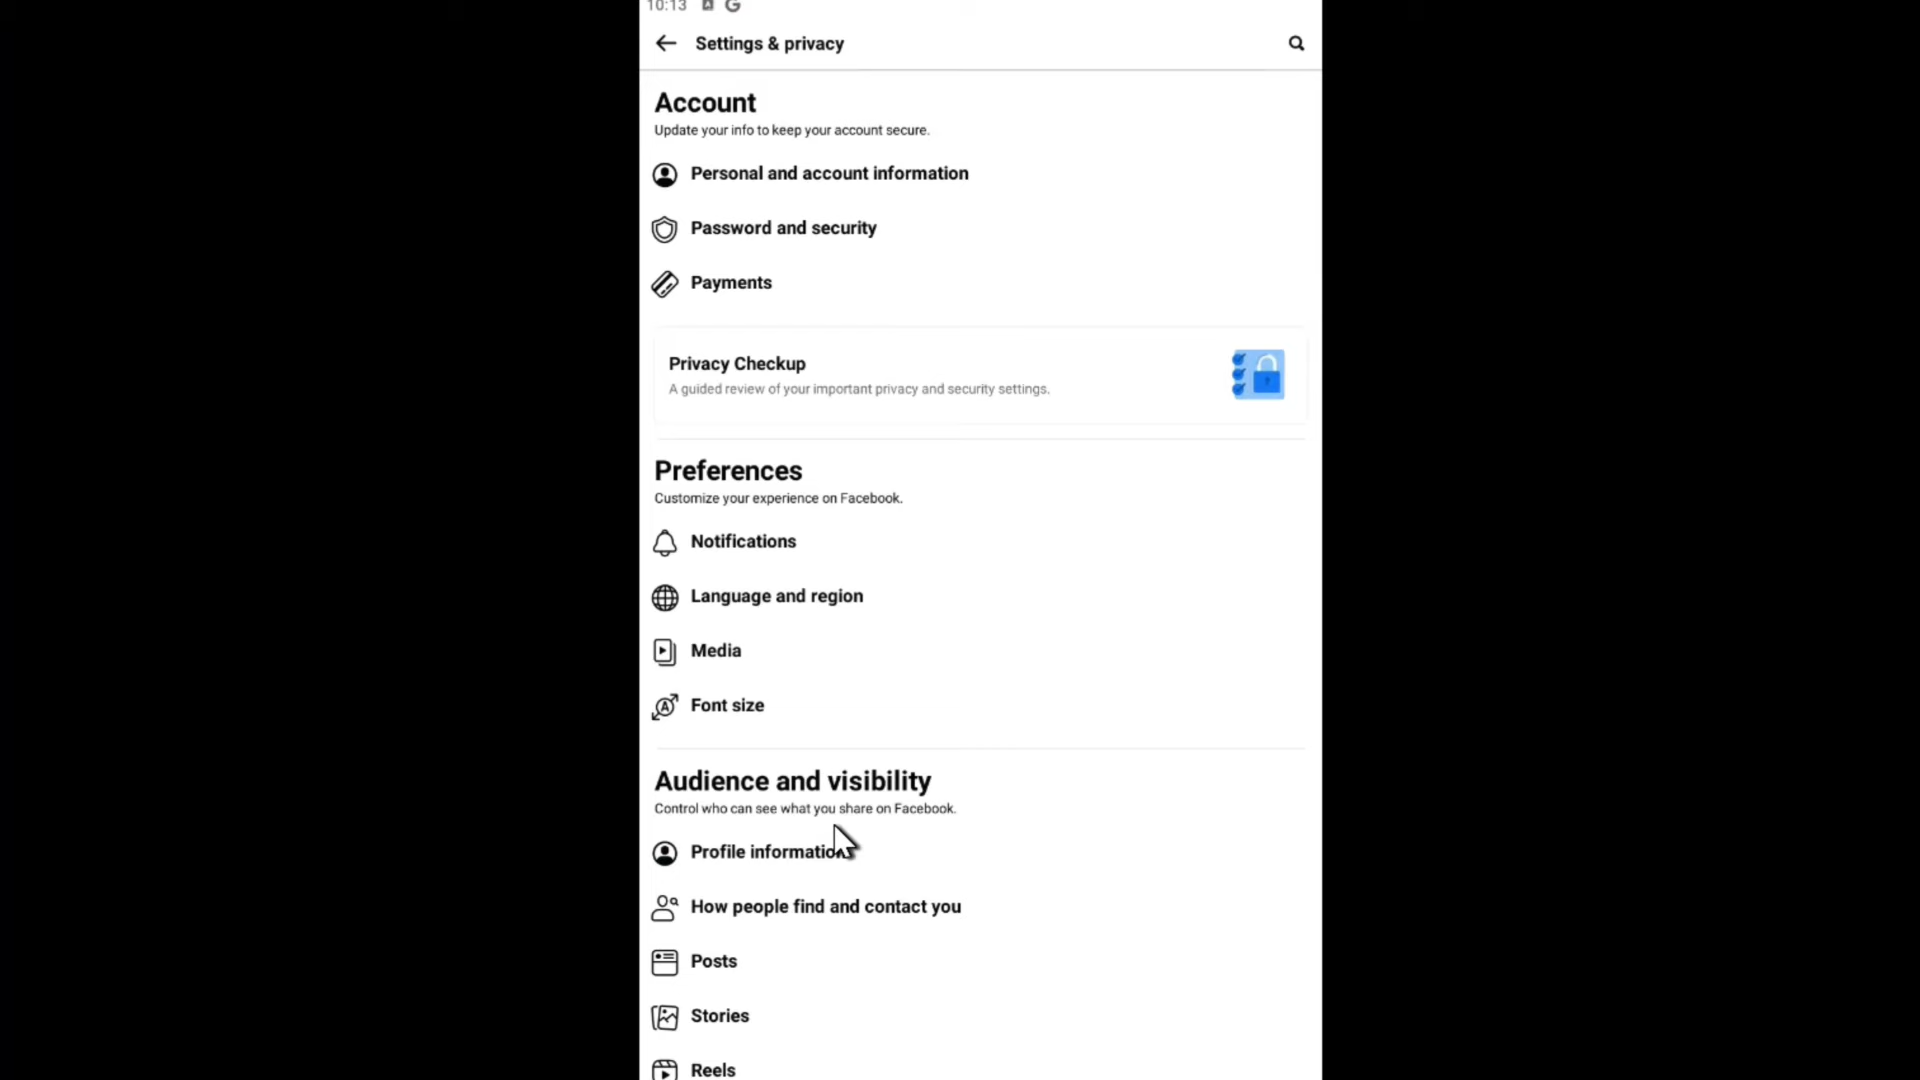 10:13
Settings & privacy
Account
Update your info to keep your account secure.
Personal and account information
Password and security
Payments
Privacy Checkup
A guided review of your important privacy and security settings.
Preferences
Customize your experience on Facebook.
Notifications
Language and region
Media
Font size
Audience and visibility
Control who can see what you share on Facebook.
Profile information
How people find and contact you
Posts
Stories
Reels